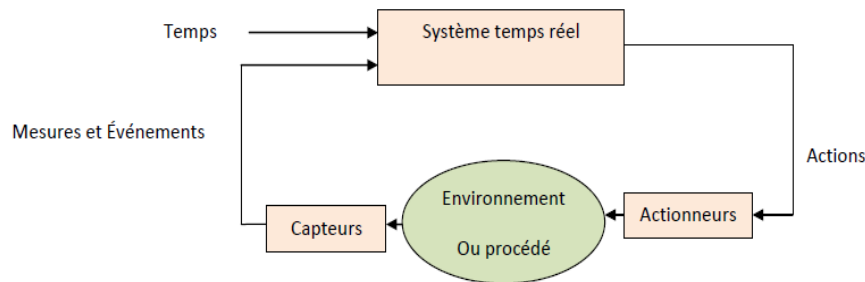 Temps
Système temps réel
Mesures et Événements
Actions
Environnement
Ou procédé
Capteurs
Actionneurs